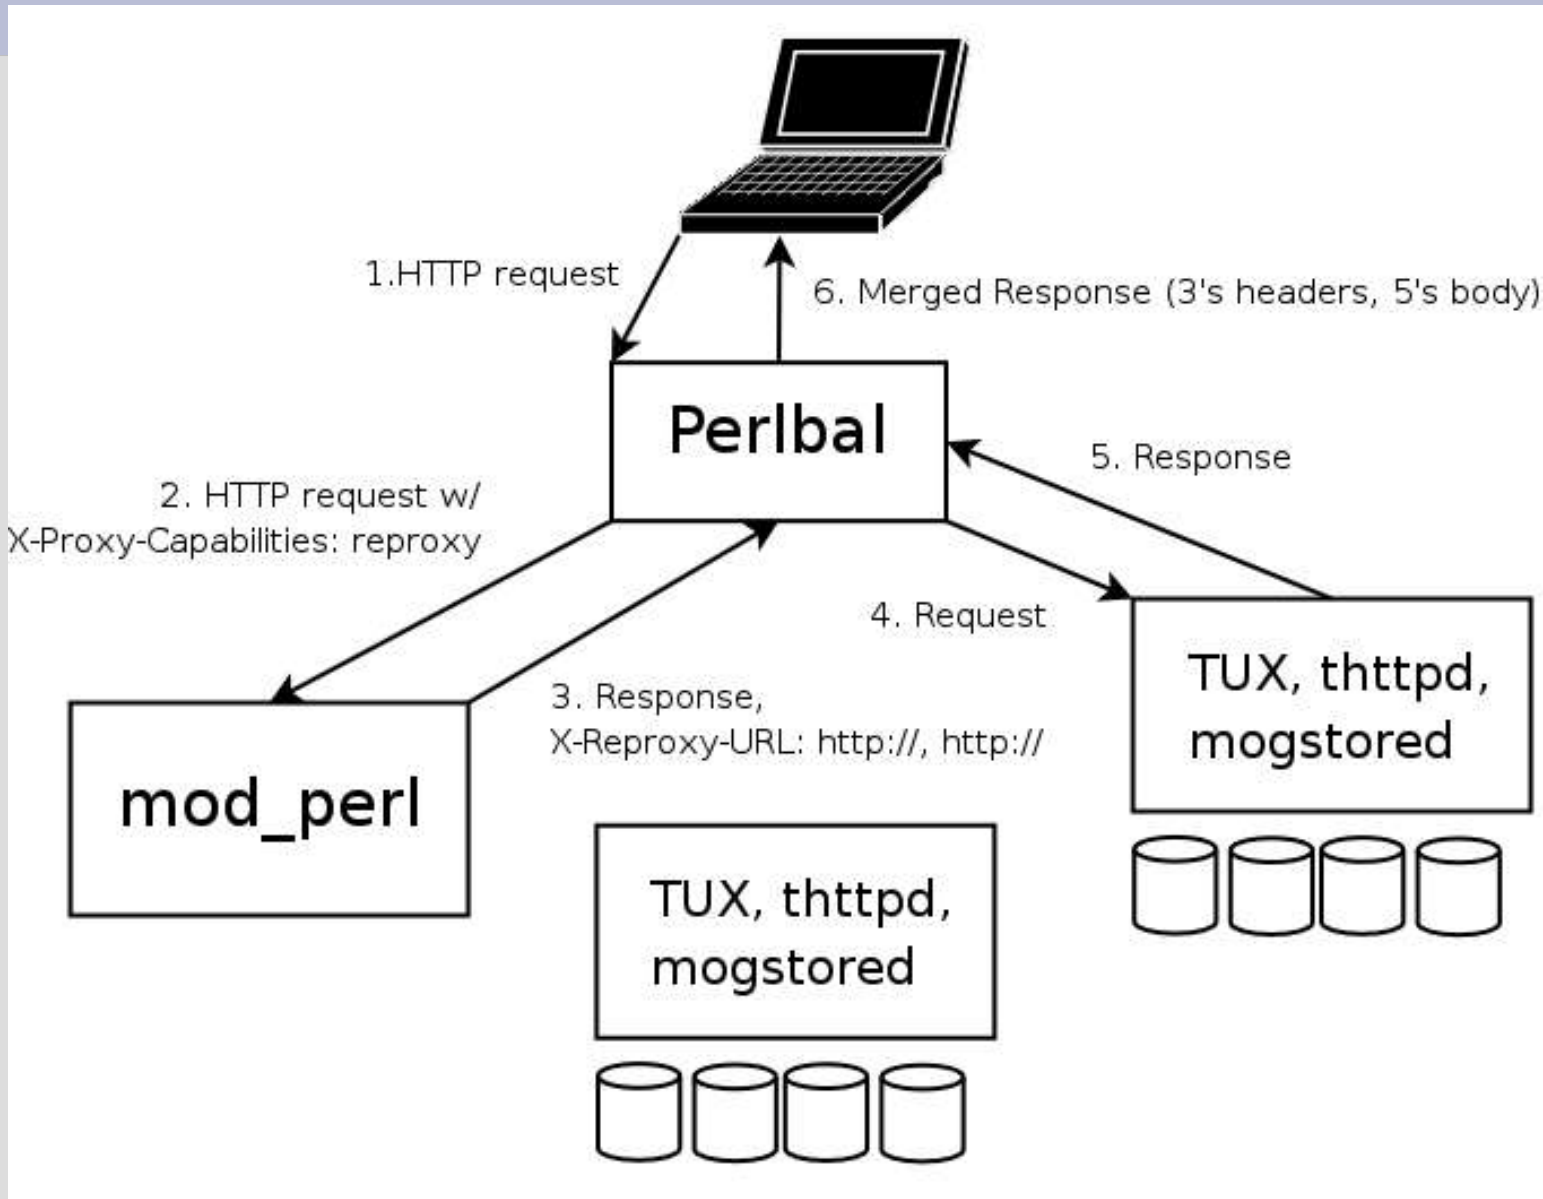 1.HTTP request
6. Merged Response (3's headers, 5's body)
Perlbal
2. HTTP request w/
X-Proxy-Capabilities: reproxy
5. Response
4. Request
3. Response,
X-Reproxy-URL: http://, http://
mod_perl
TUX, thttpd,
mogstored
TUX, thttpd,
mogstored